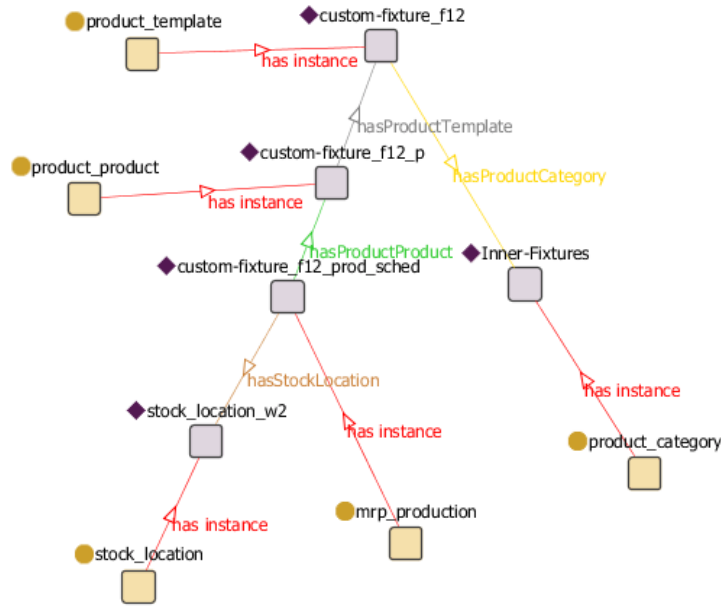 custom-fixture_f12
product_template
has instance
hasProductTemplate
custom-fixture_f12_p
product_product
hasProductCategory
has instance
hasProductProduct
Inner-Fixtures
custom-fixture_f12_prod_sched
hasStockLocation
has instance
stock_location_w2
has instance
product_category
mrp_production
has instance
stock_location